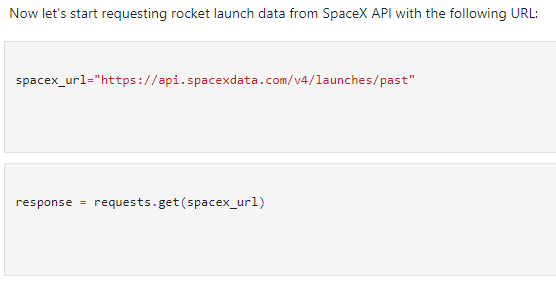 Now let's start requesting rocket launch data from SpaceX API with the following URL:
spacex_url="https://api.spacexdata.com/v4/launches/past"
response = requests.get(spacex_url)